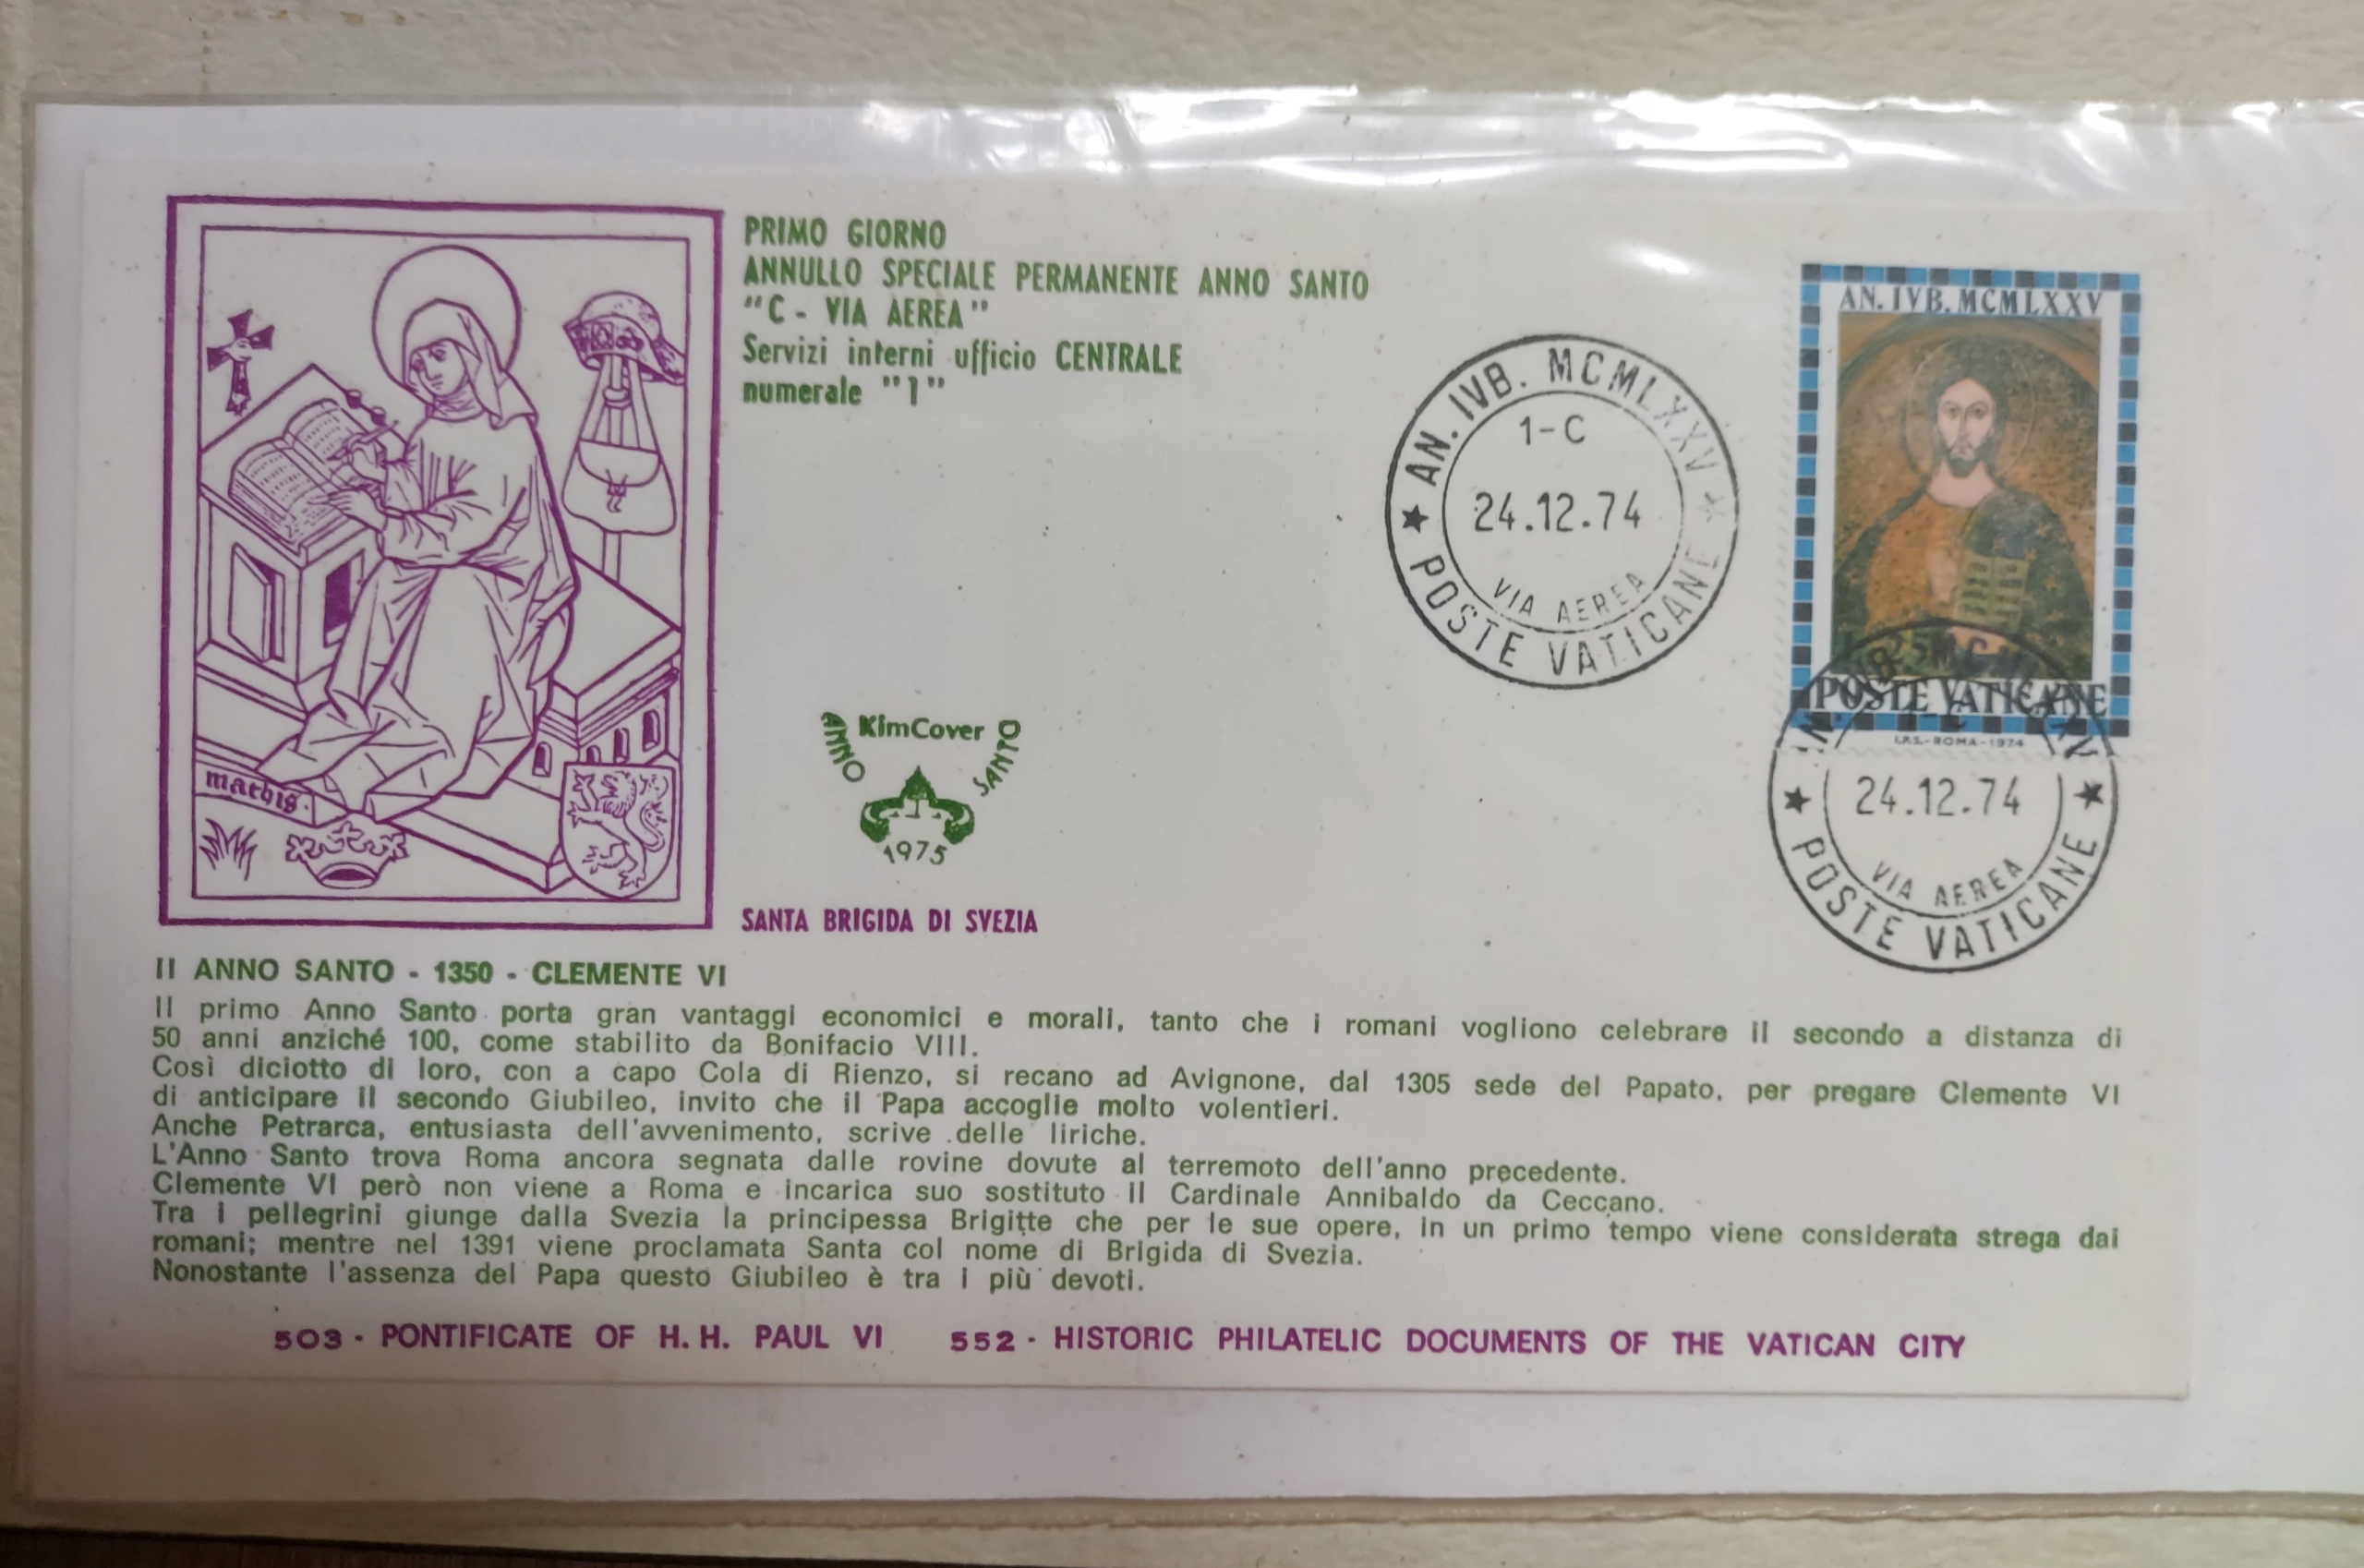 PRIMO GIORNO
ANNULLO SPECIALE PERMANENTE ANNO SANTO
"C - VIA AEREA"
Servizi interni ufficio CENTRALE
numerale "1"
AN. IVB. MCMLXXV
1-C
24.12.74
VIA AEREA
POSTE VATICANE
AN. IVB. MCMLXXV
POSTE VATICANE
I.P.S.-ROMA-1974
24.12.74
VIA AEREA
POSTE VATICANE
KimCover
ANNO SANTO
1975
SANTA BRIGIDA DI SVEZIA
II ANNO SANTO - 1350 - CLEMENTE VI
Il primo Anno Santo porta gran vantaggi economici e morali, tanto che i romani vogliono celebrare il secondo a distanza di
50 anni anziché 100, come stabilito da Bonifacio VIII.
Così diciotto di loro, con a capo Cola di Rienzo, si recano ad Avignone, dal 1305 sede del Papato, per pregare Clemente VI
di anticipare il secondo Giubileo, invito che il Papa accoglie molto volentieri.
Anche Petrarca, entusiasta dell'avvenimento, scrive delle liriche.
L'Anno Santo trova Roma ancora segnata dalle rovine dovute al terremoto dell'anno precedente.
Clemente VI però non viene a Roma e incarica suo sostituto il Cardinale Annibaldo da Ceccano.
Tra i pellegrini giunge dalla Svezia la principessa Brigitte che per le sue opere, in un primo tempo viene considerata strega dai
romani; mentre nel 1391 viene proclamata Santa col nome di Brigida di Svezia.
Nonostante l'assenza del Papa questo Giubileo è tra i più devoti.
503 - PONTIFICATE OF H. H. PAUL VI 552 - HISTORIC PHILATELIC DOCUMENTS OF THE VATICAN CITY